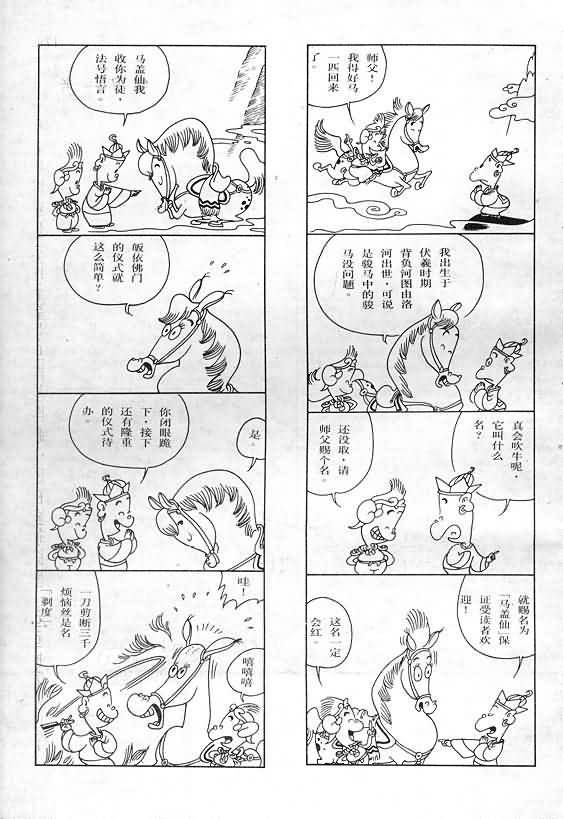 师父！
我得好马
一匹回来
了。
我出生于
伏羲时期
背负河图由洛
河出世，可说
是骏马中的骏
马没问题。
真会吹牛呢，
它叫什么
名？
还没取，请
师父赐个名。
就赐名为
「马盖仙」保
证受读者欢
迎！
这名一定
会红。
马盖仙我
收你为徒，
法号悟言。
皈依佛门
的仪式就
这么简单？
是。
你闭眼跪
下，接下
还有隆重
的仪式待
办。
哇！
嘻嘻嘻
一刀剪断三千
烦恼丝是名
「剃度」。